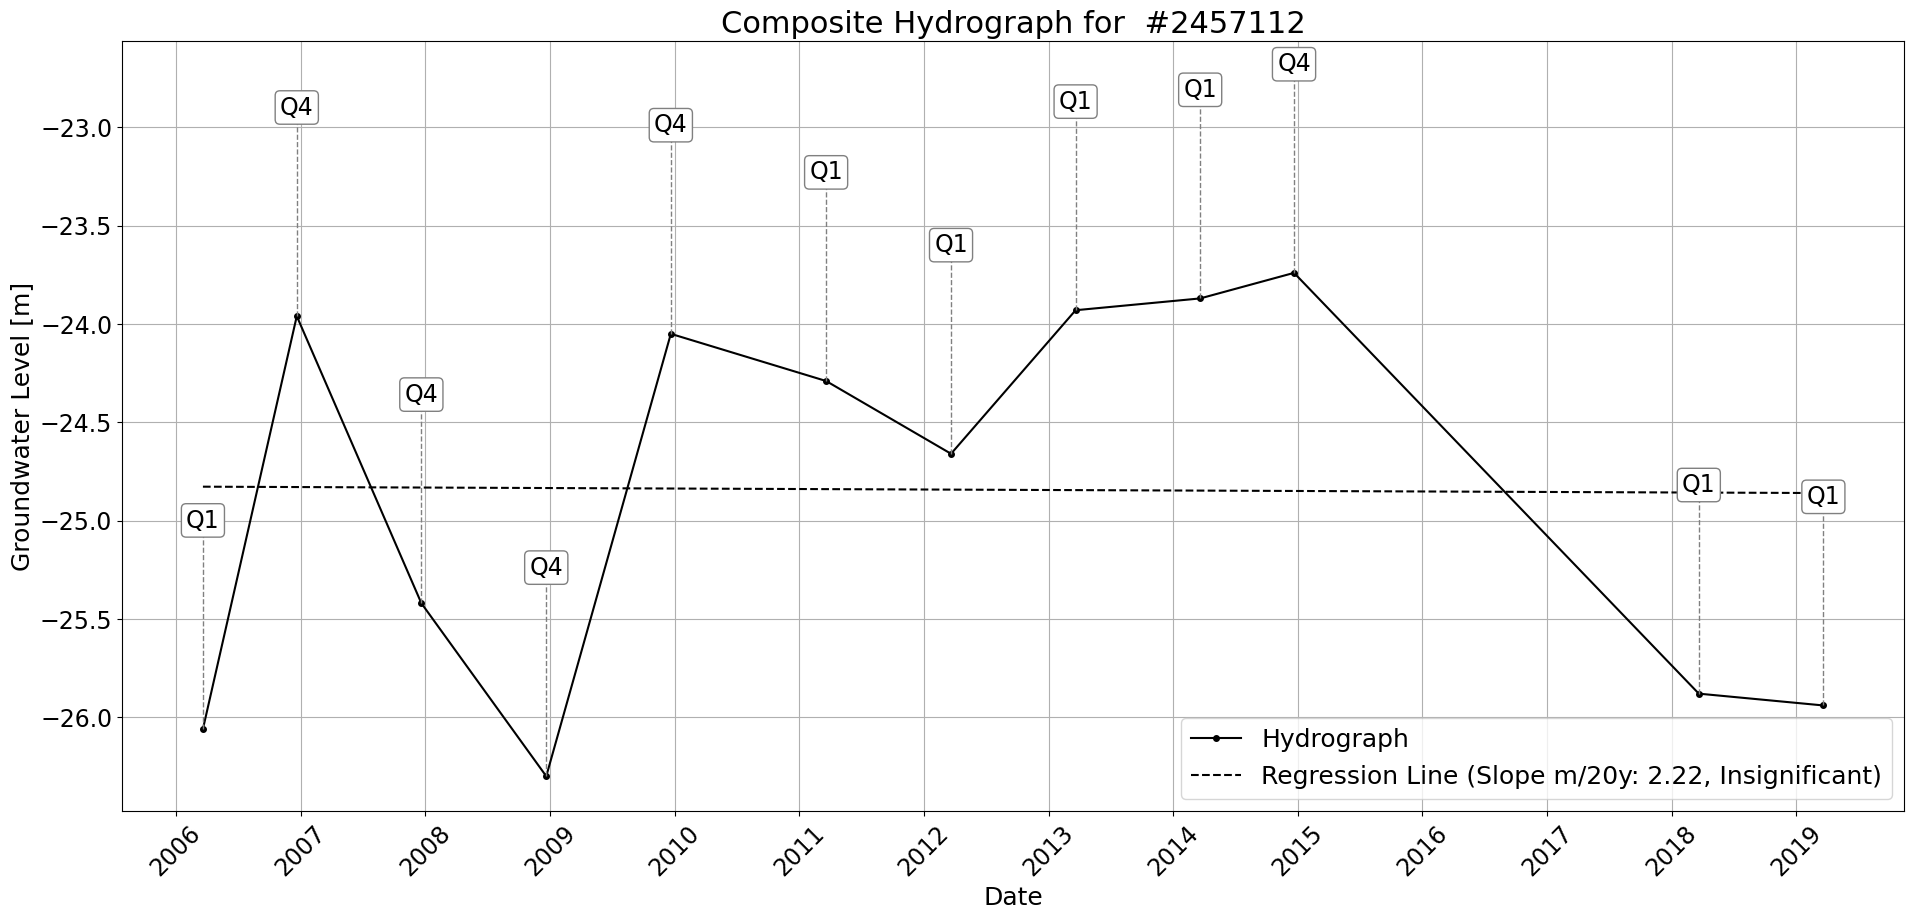 Composite Hydrograph for  #2457112
Q4
Q4
Q1
Q1
Q4
Q1
Q1
Q4
Q1
Q1
Q1
Q4
−23.0
−23.5
−24.0
−24.5
−25.0
−25.5
−26.0
Groundwater Level [m]
Hydrograph
Regression Line (Slope m/20y: 2.22, Insignificant)
2006
2007
2008
2009
2010
2011
2012
2013
2014
2015
2016
2017
2018
2019
Date